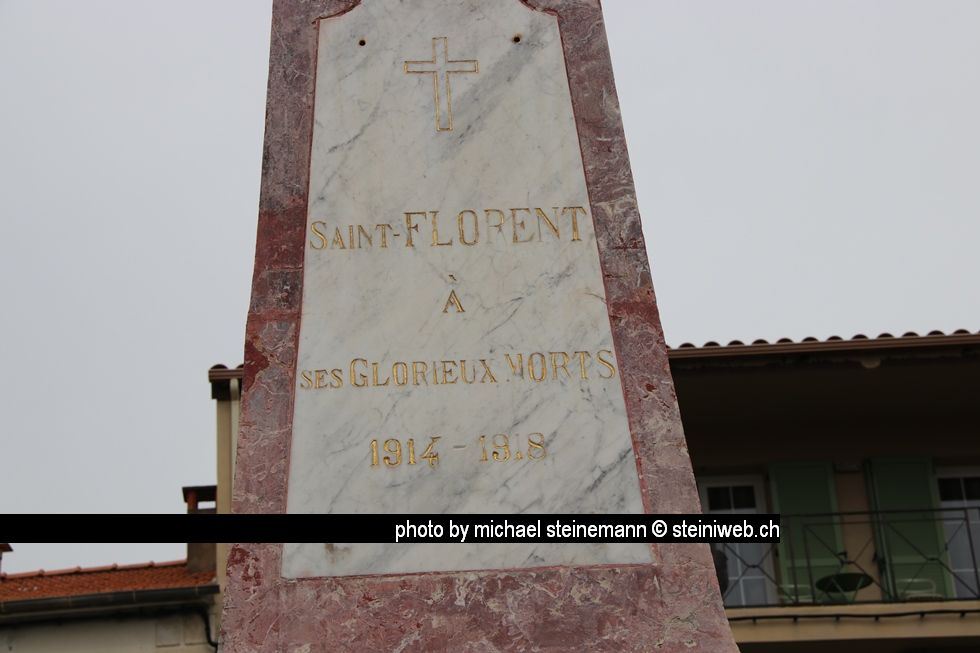 SAINT-FLORENT
À
SES GLORIEUX MORTS
1914-1918
photo by michael steinemann © steiniweb.ch